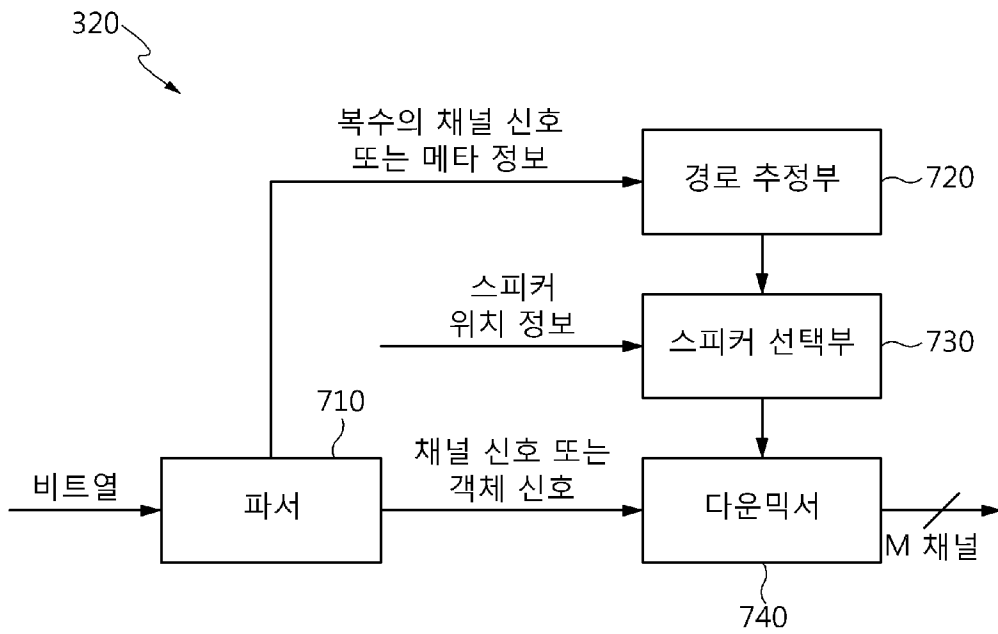 320
복수의 채널 신호
또는 메타 정보
경로 추정부
720
스피커
위치 정보
스피커 선택부
730
710
비트열
파서
채널 신호 또는
객체 신호
다운믹서
M 채널
740